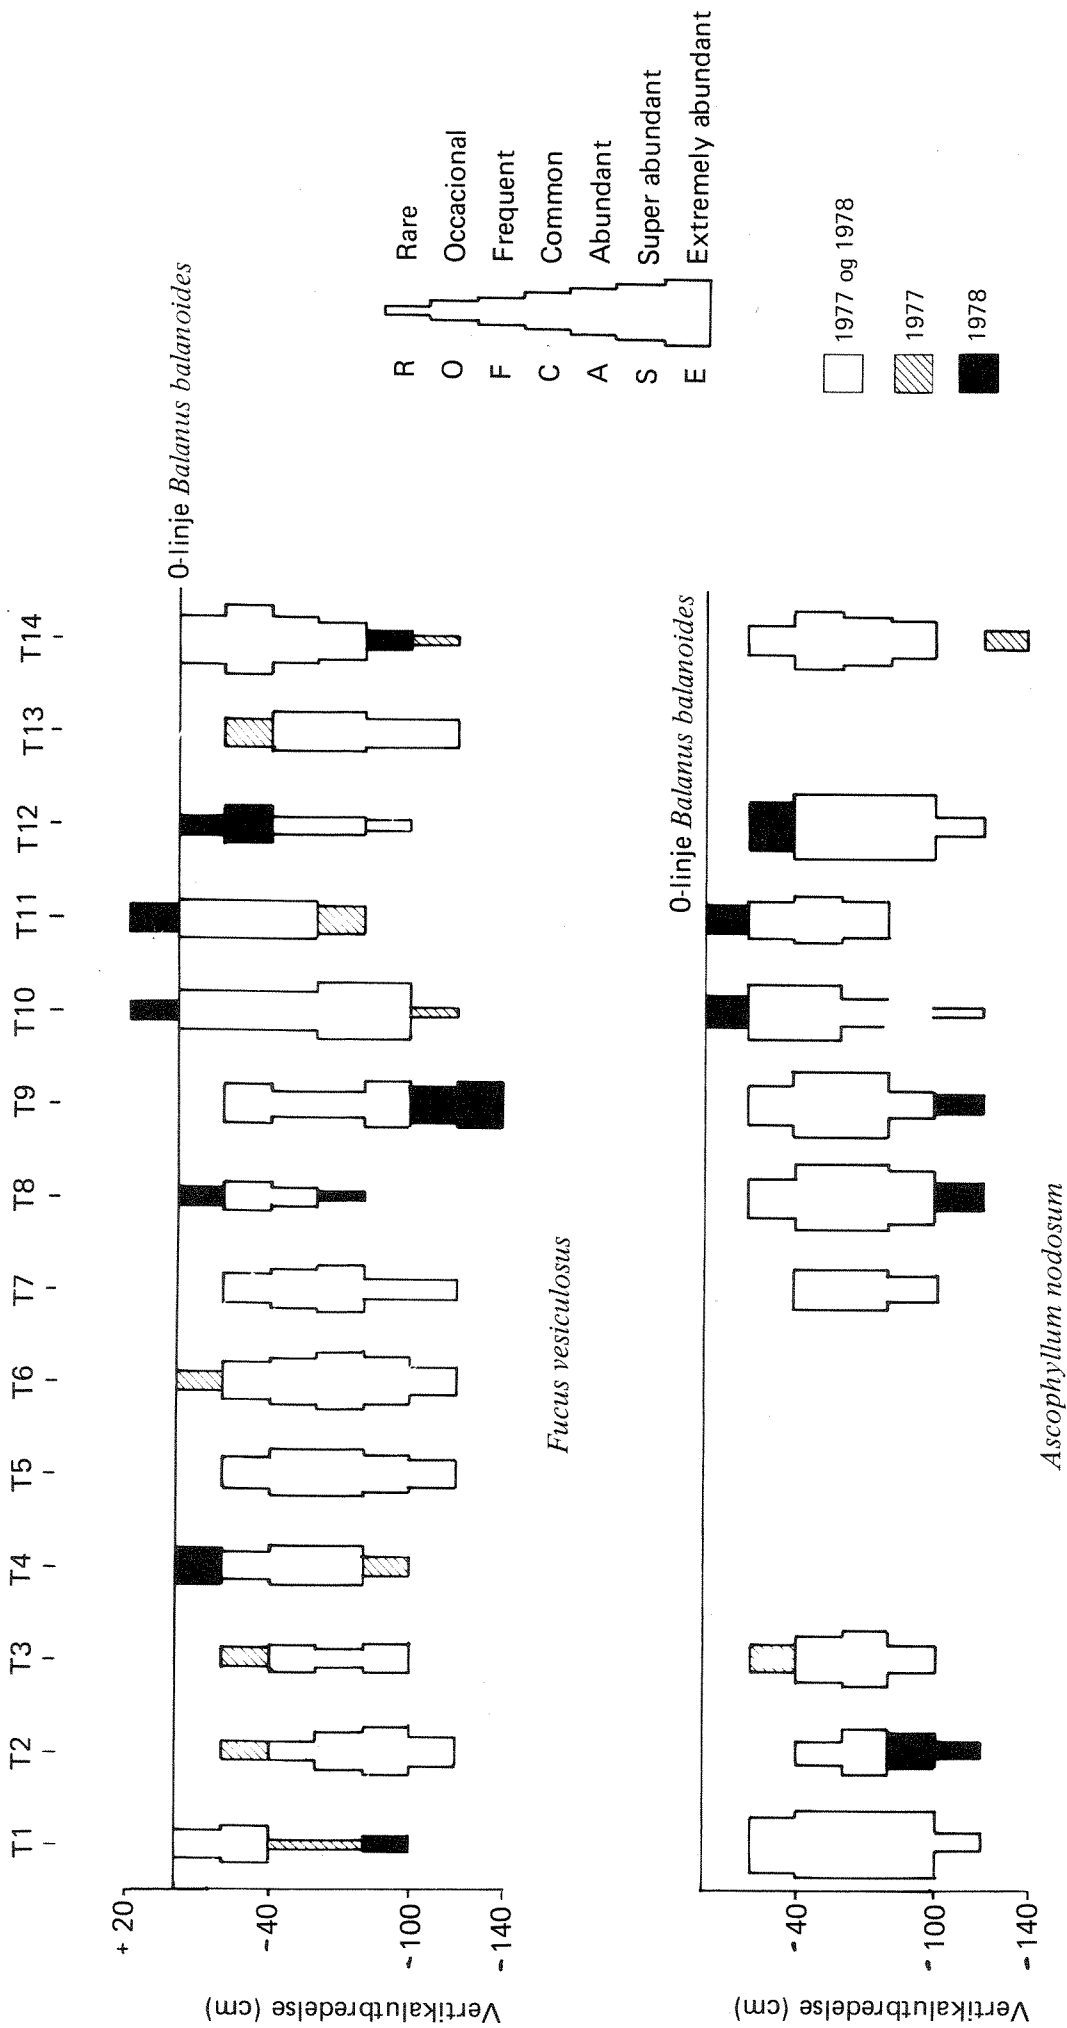 T1 T2 T3 T4 T5 T6 T7 T8 T9 T10 T11 T12 T13 T14
+ 20
-40
-100
-140
Vertikalutbredelse (cm)
O-linje Balanus balanoides
Fucus vesiculosus
R Rare
O Occacional
F Frequent
C Common
A Abundant
S Super abundant
E Extremely abundant
1977 og 1978
1977
1978
O-linje Balanus balanoides
-40
-100
-140
Vertikalutbredelse (cm)
Ascophyllum nodosum